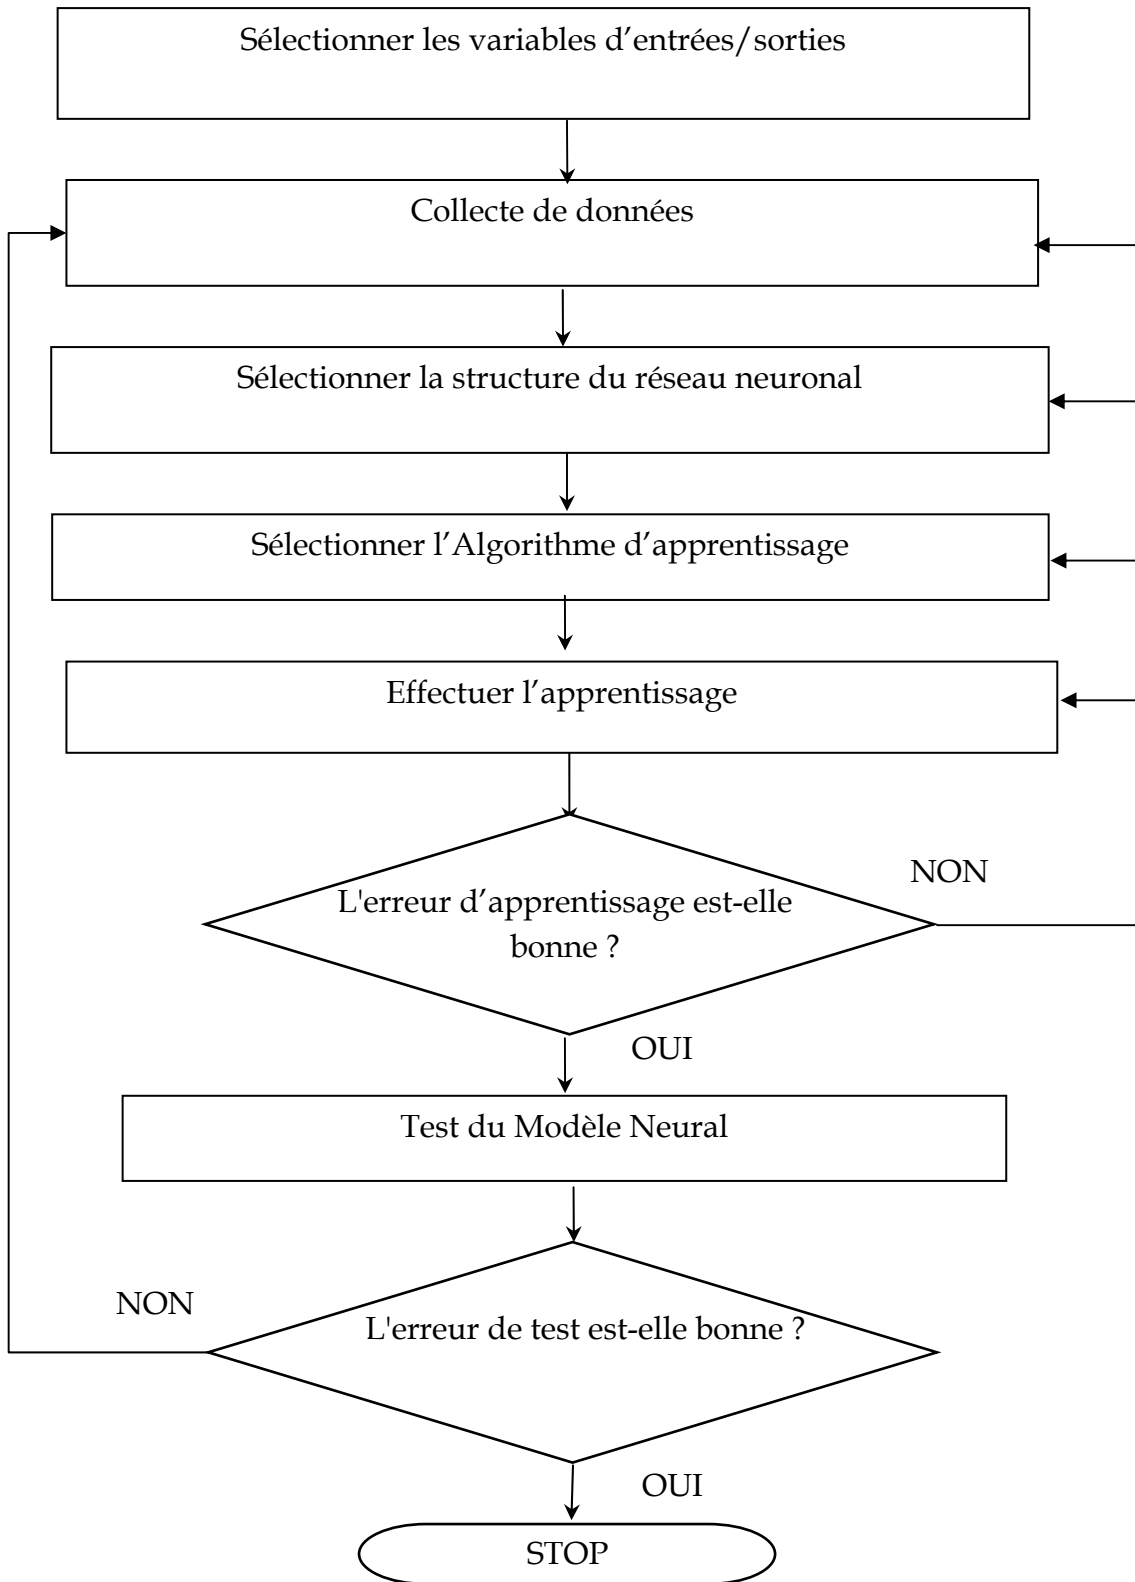 Sélectionner les variables d’entrées/sorties
Collecte de données
Sélectionner la structure du réseau neuronal
Sélectionner l’Algorithme d’apprentissage
Effectuer l’apprentissage
NON
L'erreur d’apprentissage est-elle
bonne ?
OUI
Test du Modèle Neural
NON
L'erreur de test est-elle bonne ?
OUI
STOP